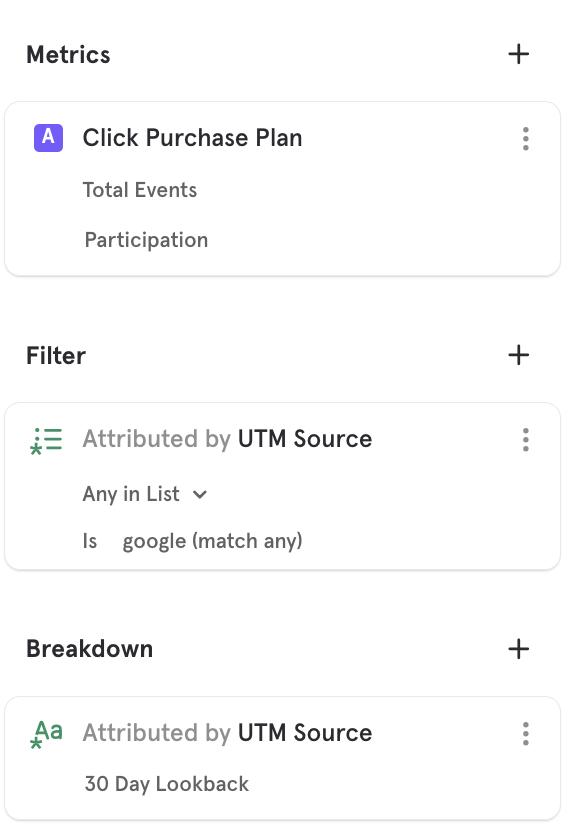 Metrics
A Click Purchase Plan
Total Events
Participation
Filter
Attributed by UTM Source
Any in List
Is google (match any)
Breakdown
Aa Attributed by UTM Source
30 Day Lookback